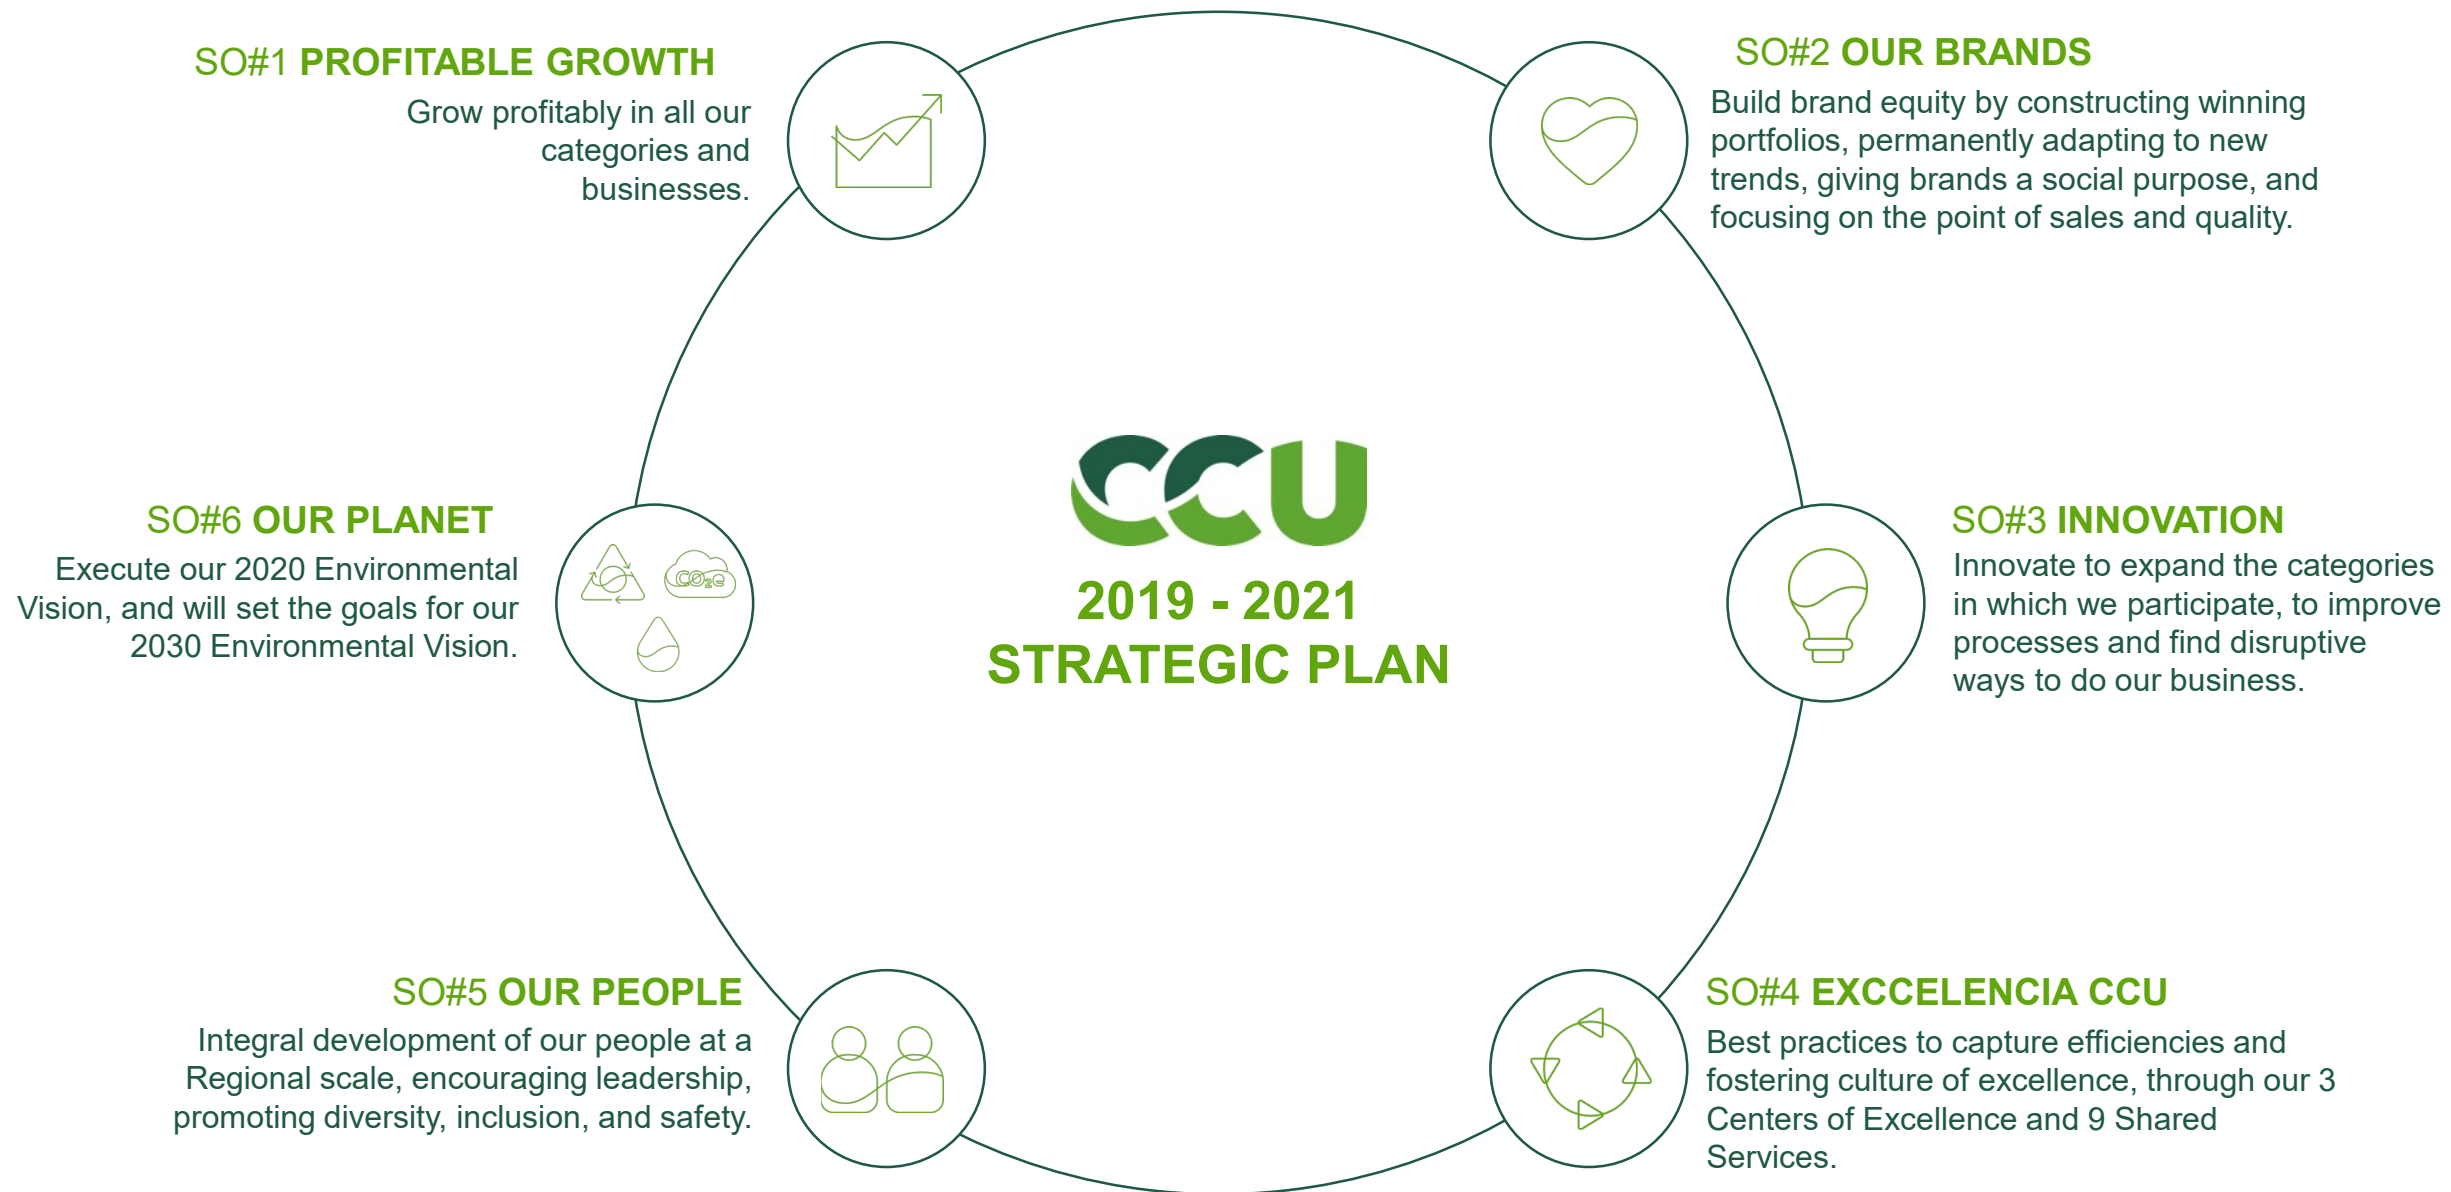 SO#1 PROFITABLE GROWTH
Grow profitably in all our
categories and
businesses.
SO#2 OUR BRANDS
Build brand equity by constructing winning
portfolios, permanently adapting to new
trends, giving brands a social purpose, and
focusing on the point of sales and quality.
CCU
2019 - 2021
STRATEGIC PLAN
SO#3 INNOVATION
Innovate to expand the categories
in which we participate, to improve
processes and find disruptive
ways to do our business.
SO#4 EXCCELENCIA CCU
Best practices to capture efficiencies and
fostering culture of excellence, through our 3
Centers of Excellence and 9 Shared
Services.
SO#5 OUR PEOPLE
Integral development of our people at a
Regional scale, encouraging leadership,
promoting diversity, inclusion, and safety.
SO#6 OUR PLANET
Execute our 2020 Environmental
Vision, and will set the goals for our
2030 Environmental Vision.
CO₂e